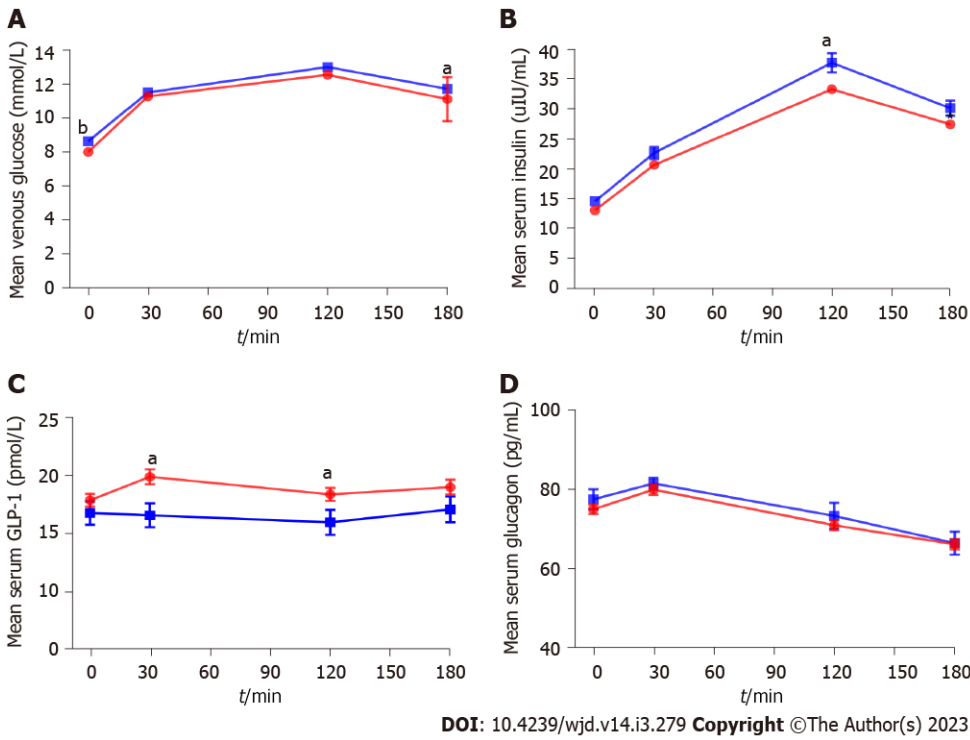 A
Mean venous glucose (mmol/L)
14
12
10
8
6
4
2
0
b
a
0 30 60 90 120 150 180
t/min
B
Mean serum insulin (uIU/mL)
40
35
30
25
20
15
10
5
0
a
*
0 30 60 90 120 150 180
t/min
C
Mean serum GLP-1 (pmol/L)
25
20
15
10
0
a
a
0 30 60 90 120 150 180
t/min
D
Mean serum glucagon (pg/mL)
100
80
60
40
0 30 60 90 120 150 180
t/min
DOI: 10.4239/wjd.v14.i3.279 Copyright ©The Author(s) 2023